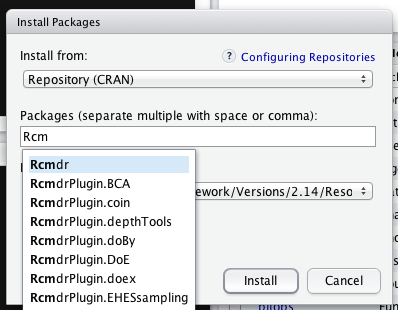 Install Packages
Install from:
? Configuring Repositories
Repository (CRAN)
Packages (separate multiple with space or comma):
Rcm
Rcmdr
RcmdrPlugin.BCA
RcmdrPlugin.coin
ework/Versions/2.14/Reso
RcmdrPlugin.depthTools
RcmdrPlugin.doBy
RcmdrPlugin.DoE
RcmdrPlugin.doex
RcmdrPlugin.EHESsampling
Install
Cancel